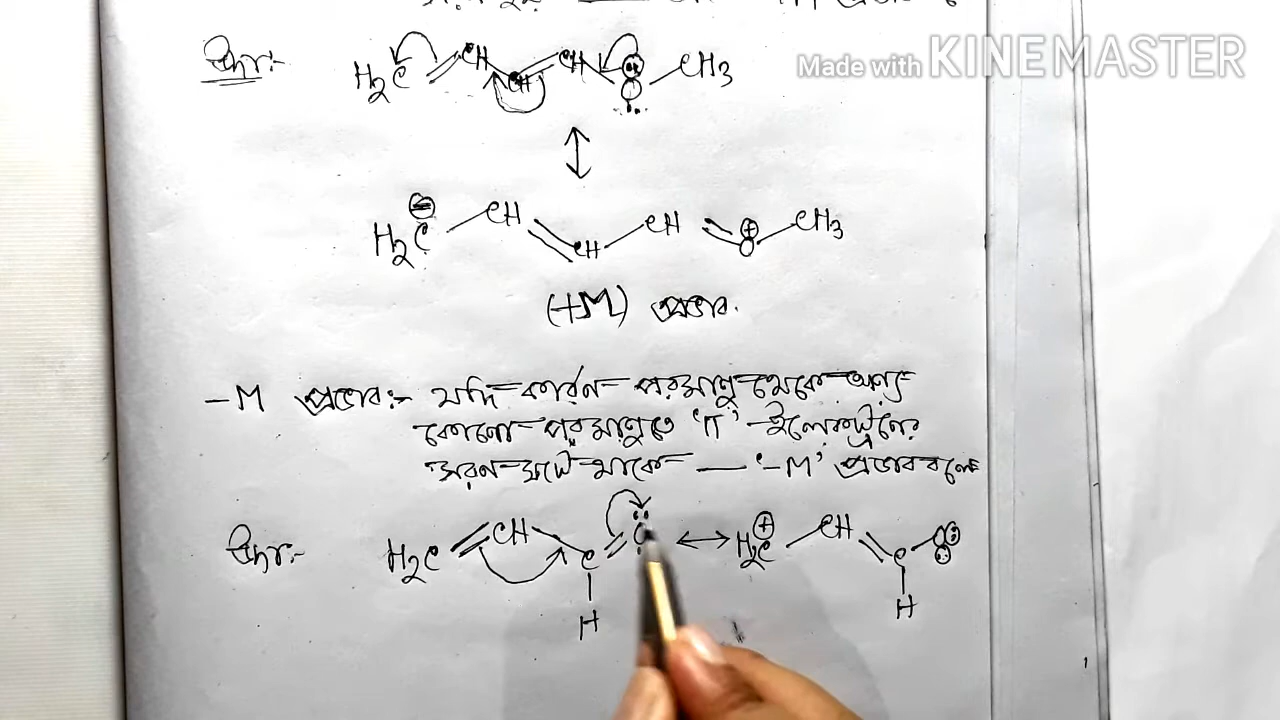 Made with KINEMASTER
উদাঃ- H₂C = CH - CH = CH - O - CH3
H₂C - CH = CH - CH = O - CH3
⊖ ⊕
(+M) প্রভাব.
-M প্রভাবঃ- যদি কার্বন পরমাণু থেকে অন্য
কোনো পরমাণুতে 'π' ইলেকট্রনের
সরণ ঘটে থাকে — '-M' প্রভাব বলে
উদাঃ- H₂C = CH - C = O ↔ H₂C - CH = C - O
⊕
H H